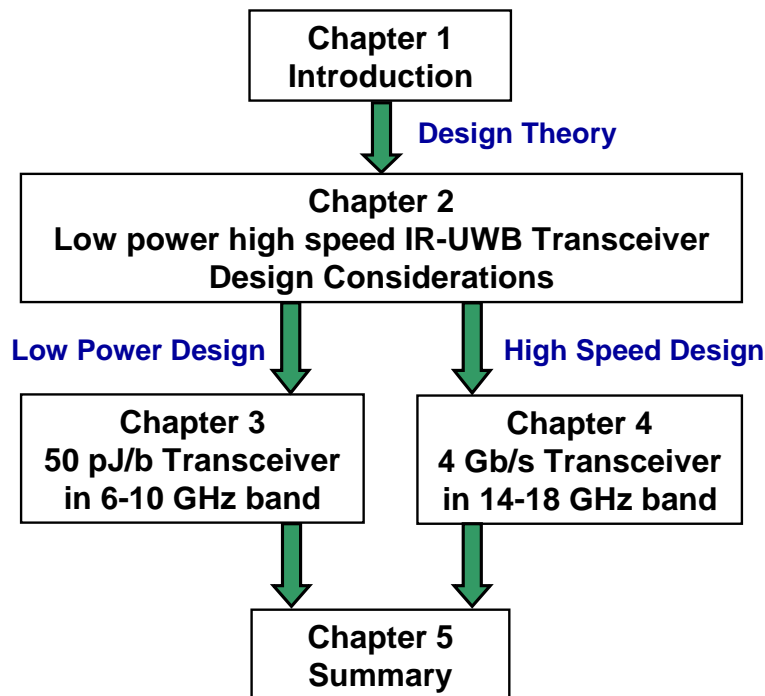 Chapter 1
Introduction
Design Theory
Chapter 2
Low power high speed IR-UWB Transceiver
Design Considerations
Low Power Design
High Speed Design
Chapter 3
50 pJ/b Transceiver
in 6-10 GHz band
Chapter 4
4 Gb/s Transceiver
in 14-18 GHz band
Chapter 5
Summary